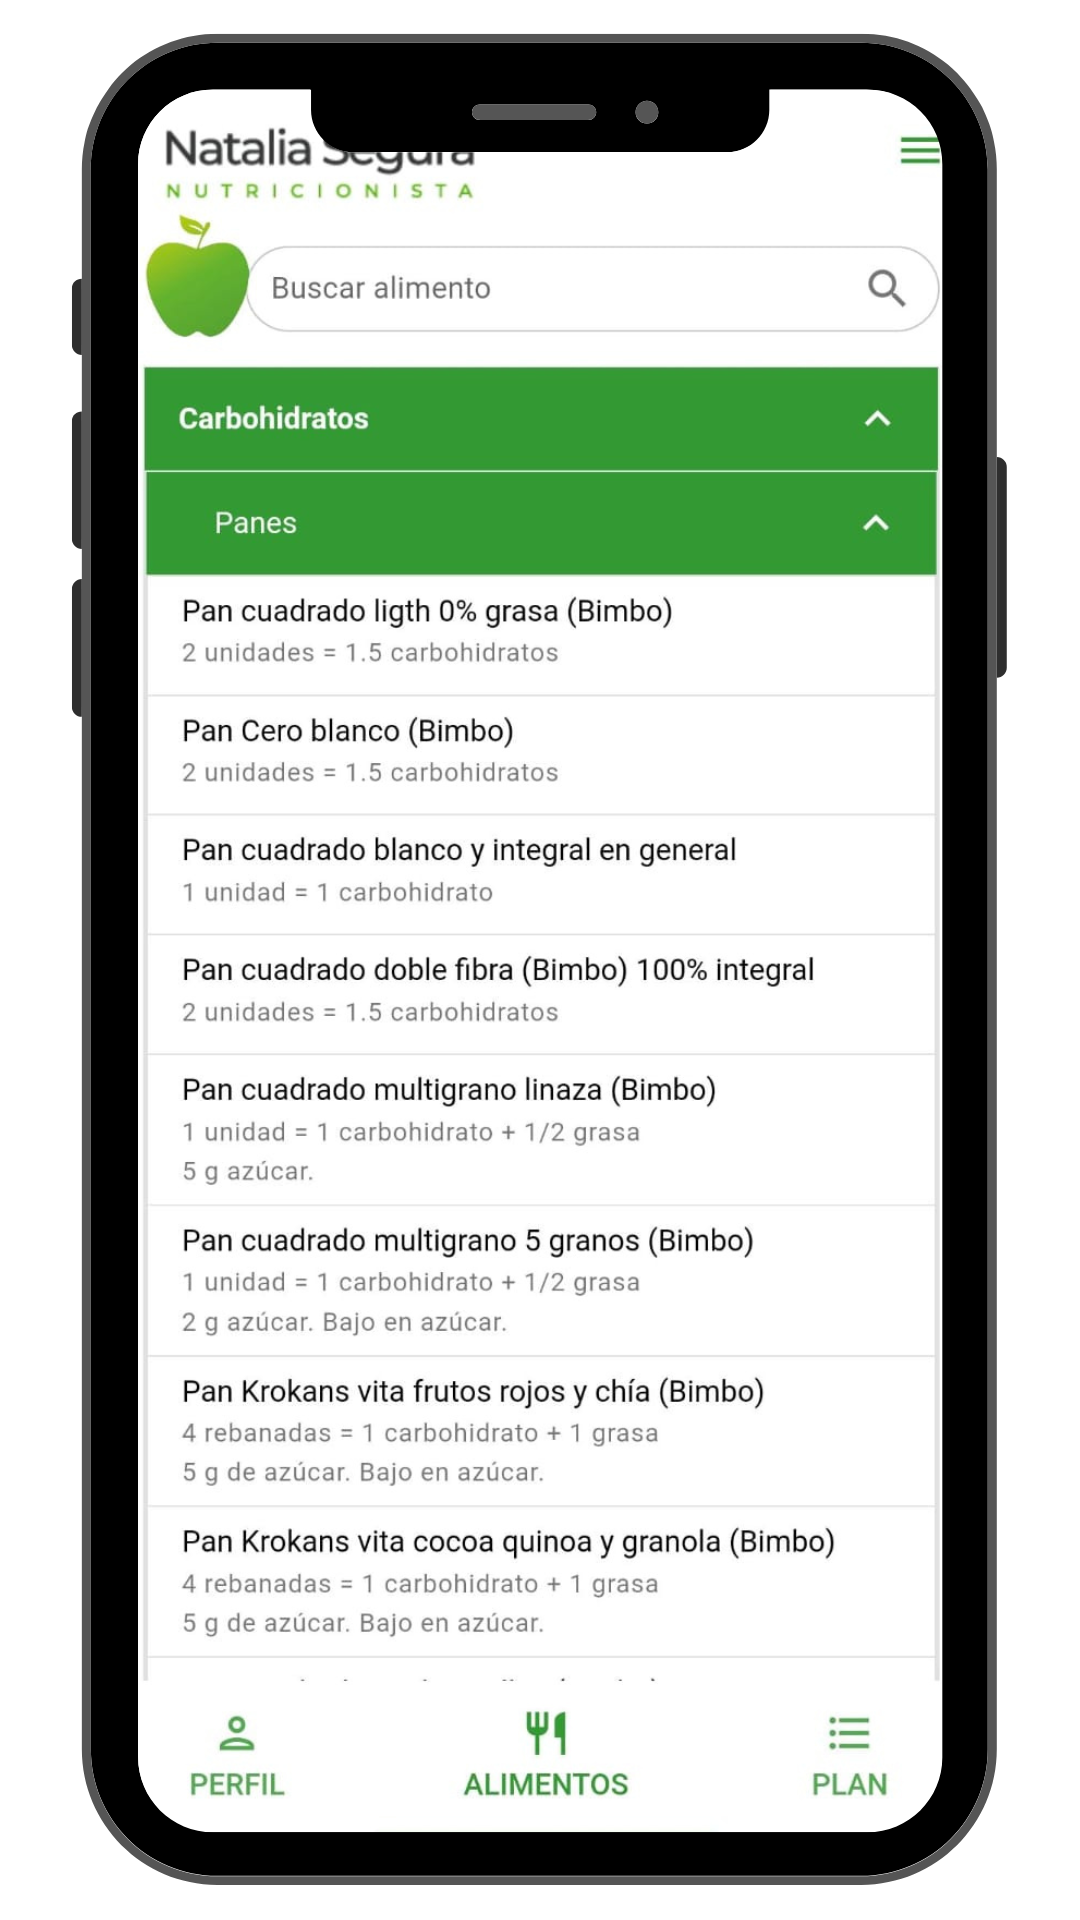 Natalia Segura
NUTRICIONISTA
Buscar alimento
Carbohidratos
Panes
Pan cuadrado ligth 0% grasa (Bimbo)
2 unidades = 1.5 carbohidratos
Pan Cero blanco (Bimbo)
2 unidades = 1.5 carbohidratos
Pan cuadrado blanco y integral en general
1 unidad = 1 carbohidrato
Pan cuadrado doble fibra (Bimbo) 100% integral
2 unidades = 1.5 carbohidratos
Pan cuadrado multigrano linaza (Bimbo)
1 unidad = 1 carbohidrato + 1/2 grasa
5 g azúcar.
Pan cuadrado multigrano 5 granos (Bimbo)
1 unidad = 1 carbohidrato + 1/2 grasa
2 g azúcar. Bajo en azúcar.
Pan Krokans vita frutos rojos y chía (Bimbo)
4 rebanadas = 1 carbohidrato + 1 grasa
5 g de azúcar. Bajo en azúcar.
Pan Krokans vita cocoa quinoa y granola (Bimbo)
4 rebanadas = 1 carbohidrato + 1 grasa
5 g de azúcar. Bajo en azúcar.
PERFIL
ALIMENTOS
PLAN